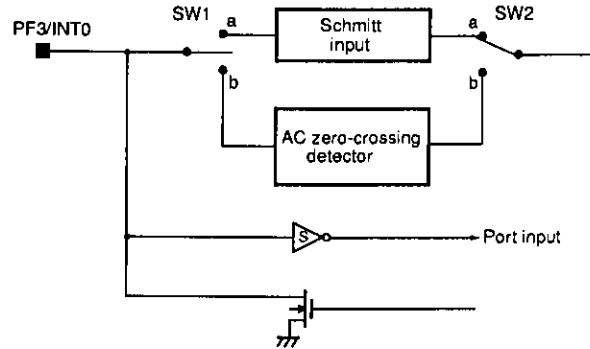 PF3/INT0
SW1
a
Schmitt
input
a
SW2
b
b
AC zero-crossing
detector
S
Port input